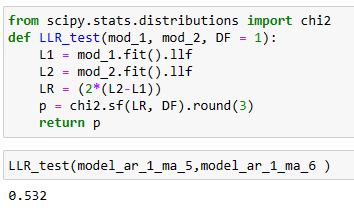 from scipy.stats.distributions import chi2
def LLR_test(mod_1, mod_2, DF = 1):
    L1 = mod_1.fit().llf
    L2 = mod_2.fit().llf
    LR = (2*(L2-L1))
    p = chi2.sf(LR, DF).round(3)
    return p
LLR_test(model_ar_1_ma_5,model_ar_1_ma_6 )
0.532